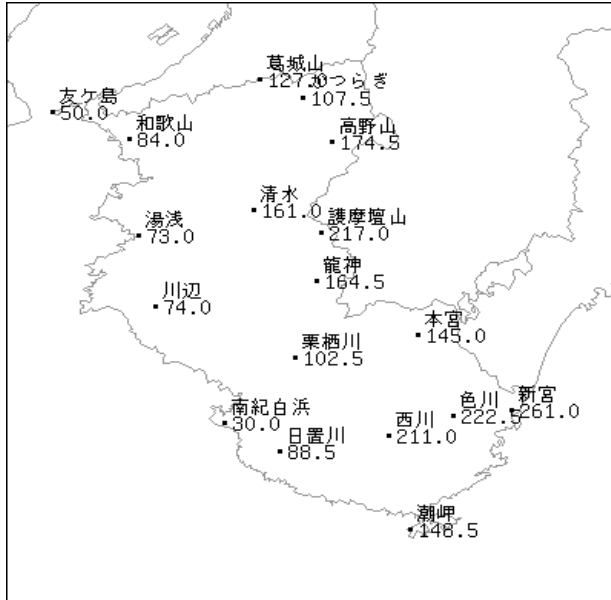 葛城山
127.0
かつらぎ
107.5
友ケ島
50.0
和歌山
84.0
高野山
174.5
清水
161.0
湯浅
73.0
護摩壇山
217.0
龍神
164.5
川辺
74.0
本宮
145.0
栗栖川
102.5
新宮
261.0
色川
222.5
南紀白浜
30.0
西川
211.0
日置川
88.5
潮岬
148.5